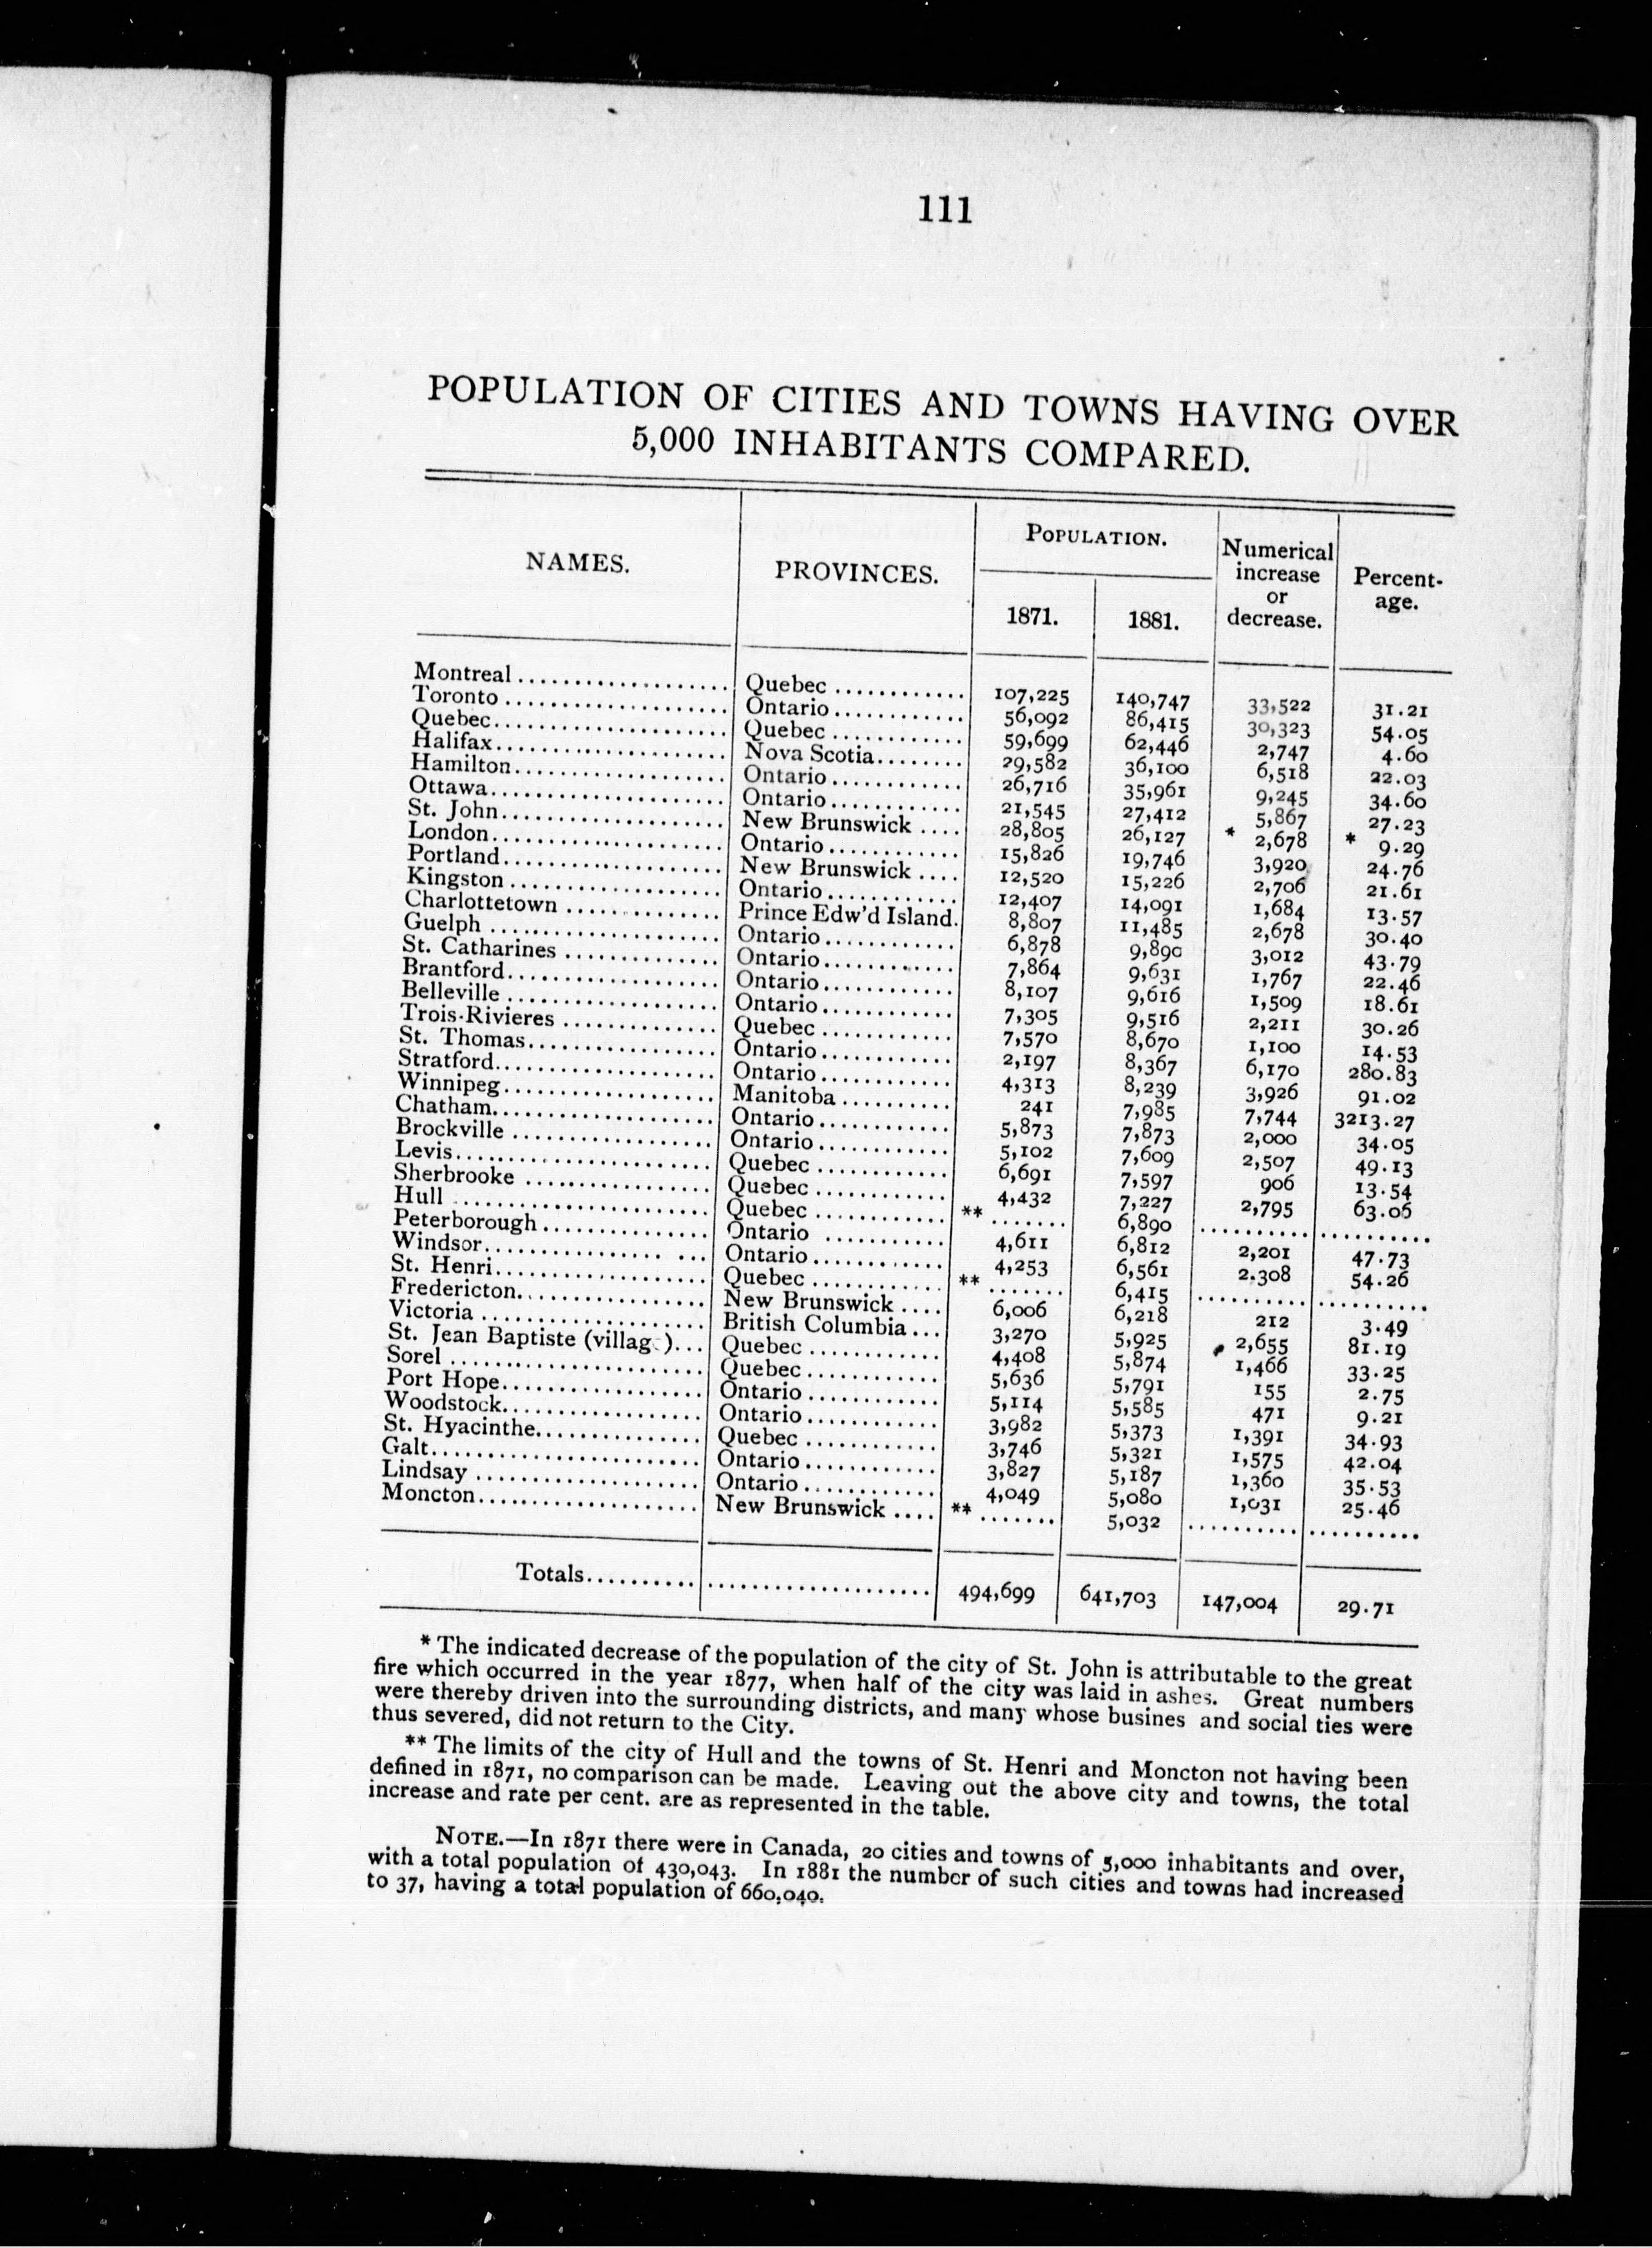 111
POPULATION OF CITIES AND TOWNS HAVING OVER
5,000 INHABITANTS COMPARED.
NAMES. PROVINCES. POPULATION. 1871. 1881. Numerical increase or decrease. Percent- age.
Montreal .................... Quebec ............ 107,225 140,747 33,522 31.21
Toronto .................... Ontario............ 56,092 86,415 30,323 54.05
Quebec.................... Quebec ............ 59,699 62,446 2,747 4.60
Halifax.................... Nova Scotia........ 29,582 36,100 6,518 22.03
Hamilton.................... Ontario............ 26,716 35,961 9,245 34.60
Ottawa.................... Ontario............ 21,545 27,412 5,867 27.23
St. John.................... New Brunswick .... 28,805 26,127 * 2,678 * 9.29
London.................... Ontario............ 15,826 19,746 3,920 24.76
Portland.................... New Brunswick .... 12,520 15,226 2,706 21.61
Kingston .................... Ontario............ 12,407 14,091 1,684 13.57
Charlottetown ............... Prince Edw'd Island. 8,807 11,485 2,678 30.40
Guelph .................... Ontario............ 6,878 9,890 3,012 43.79
St. Catharines ............... Ontario............ 7,864 9,631 1,767 22.46
Brantford.................... Ontario............ 8,107 9,616 1,509 18.61
Belleville .................... Ontario............ 7,305 9,516 2,211 30.26
Trois-Rivieres ............... Quebec ............ 7,570 8,670 1,100 14.53
St. Thomas.................. Ontario............ 2,197 8,367 6,170 280.83
Stratford.................... Ontario............ 4,313 8,239 3,926 91.02
Winnipeg.................... Manitoba .......... 241 7,985 7,744 3213.27
Chatham.................... Ontario............ 5,873 7,873 2,000 34.05
Brockville .................... Ontario............ 5,102 7,609 2,507 49.13
Levis.................... Quebec ............ 6,691 7,597 906 13.54
Sherbrooke .................. Quebec ............ 4,432 7,227 2,795 63.06
Hull .................... Quebec ............ ** ....... 6,890 .......... ..........
Peterborough ................ Ontario ........... 4,611 6,812 2,201 47.73
Windsor................. ... Ontario............ 4,253 6,561 2.308 54.26
St. Henri.................... Quebec ............ ** ....... 6,415 .......... ..........
Fredericton.................. New Brunswick .... 6,006 6,218 212 3.49
Victoria .................... British Columbia... 3,270 5,925 2,655 81.19
St. Jean Baptiste (villag )... Quebec ............ 4,408 5,874 1,466 33.25
Sorel .................... Quebec............ 5,636 5,791 155 2.75
Port Hope.................... Ontario............ 5,114 5,585 471 9.21
Woodstock.................... Ontario............ 3,982 5,373 1,391 34.93
St. Hyacinthe................ Quebec ............ 3,746 5,321 1,575 42.04
Galt.................... Ontario............ 3,827 5,187 1,360 35.53
Lindsay .................... Ontario............ 4,049 5,080 1,031 25.46
Moncton.................... New Brunswick .... ** ....... 5,032 .......... ..........
Totals.......... .................... 494,699 641,703 147,004 29.71
* The indicated decrease of the population of the city of St. John is attributable to the great
fire which occurred in the year 1877, when half of the city was laid in ashes. Great numbers
were thereby driven into the surrounding districts, and many whose busines and social ties were
thus severed, did not return to the City.
** The limits of the city of Hull and the towns of St. Henri and Moncton not having been
defined in 1871, no comparison can be made. Leaving out the above city and towns, the total
increase and rate per cent. are as represented in the table.
NOTE.—In 1871 there were in Canada, 20 cities and towns of 5,000 inhabitants and over,
with a total population of 430,043. In 1881 the number of such cities and towns had increased
to 37, having a total population of 660,040.